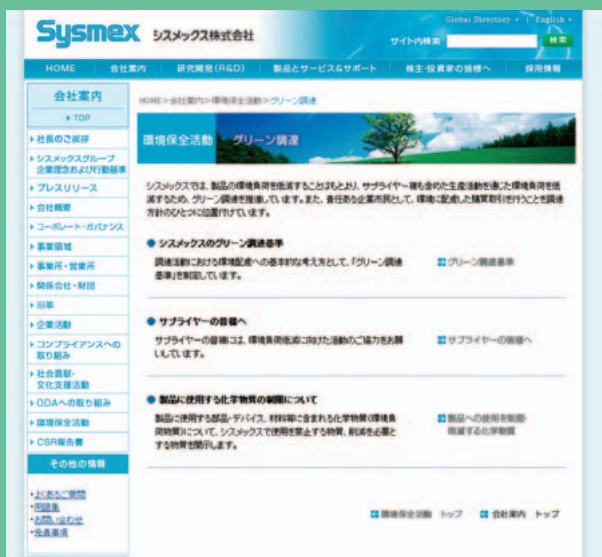 Global Directory | English
Sysmex シスメックス株式会社
サイト内検索 検索
HOME 会社案内 研究開発(R&D) 製品とサービス&サポート 株主・投資家の皆様へ 採用情報
会社案内
TOP
社長のご挨拶
シスメックスグループ
企業理念および行動基準
プレスリリース
会社概要
コーポレート・ガバナンス
事業領域
事業所・営業所
関係会社・財団
沿革
企業活動
コンプライアンスへの
取り組み
社会貢献・
文化支援活動
ODAへの取り組み
環境保全活動
CSR報告書
その他の情報
よくあるご質問
用語集
お問い合わせ
免責事項
HOME>会社案内>環境保全活動>グリーン調達
環境保全活動 グリーン調達
シスメックスでは、製品の環境負荷を低減することはもとより、サプライヤー様も含めた生産活動を通じた環境負荷を低
減するため、グリーン調達を推進しています。また、責任ある企業市民として、環境に配慮した購買取引を行うことを調達
方針のひとつに位置付けています。
シスメックスのグリーン調達基準
調達活動における環境配慮への基本的な考え方として、「グリーン調達
基準」を制定しています。
グリーン調達基準
サプライヤーの皆様へ
サプライヤーの皆様には、環境負荷低減に向けた活動のご協力をお願
いしています。
サプライヤーの皆様へ
製品に使用する化学物質の制限について
製品に使用する部品・デバイス、材料等に含まれる化学物質(環境負
荷物質)について、シスメックスで使用を禁止する物質、削減を必要と
する物質を開示します。
製品への使用を制限・
削減する化学物質
環境保全活動 トップ 会社案内 トップ